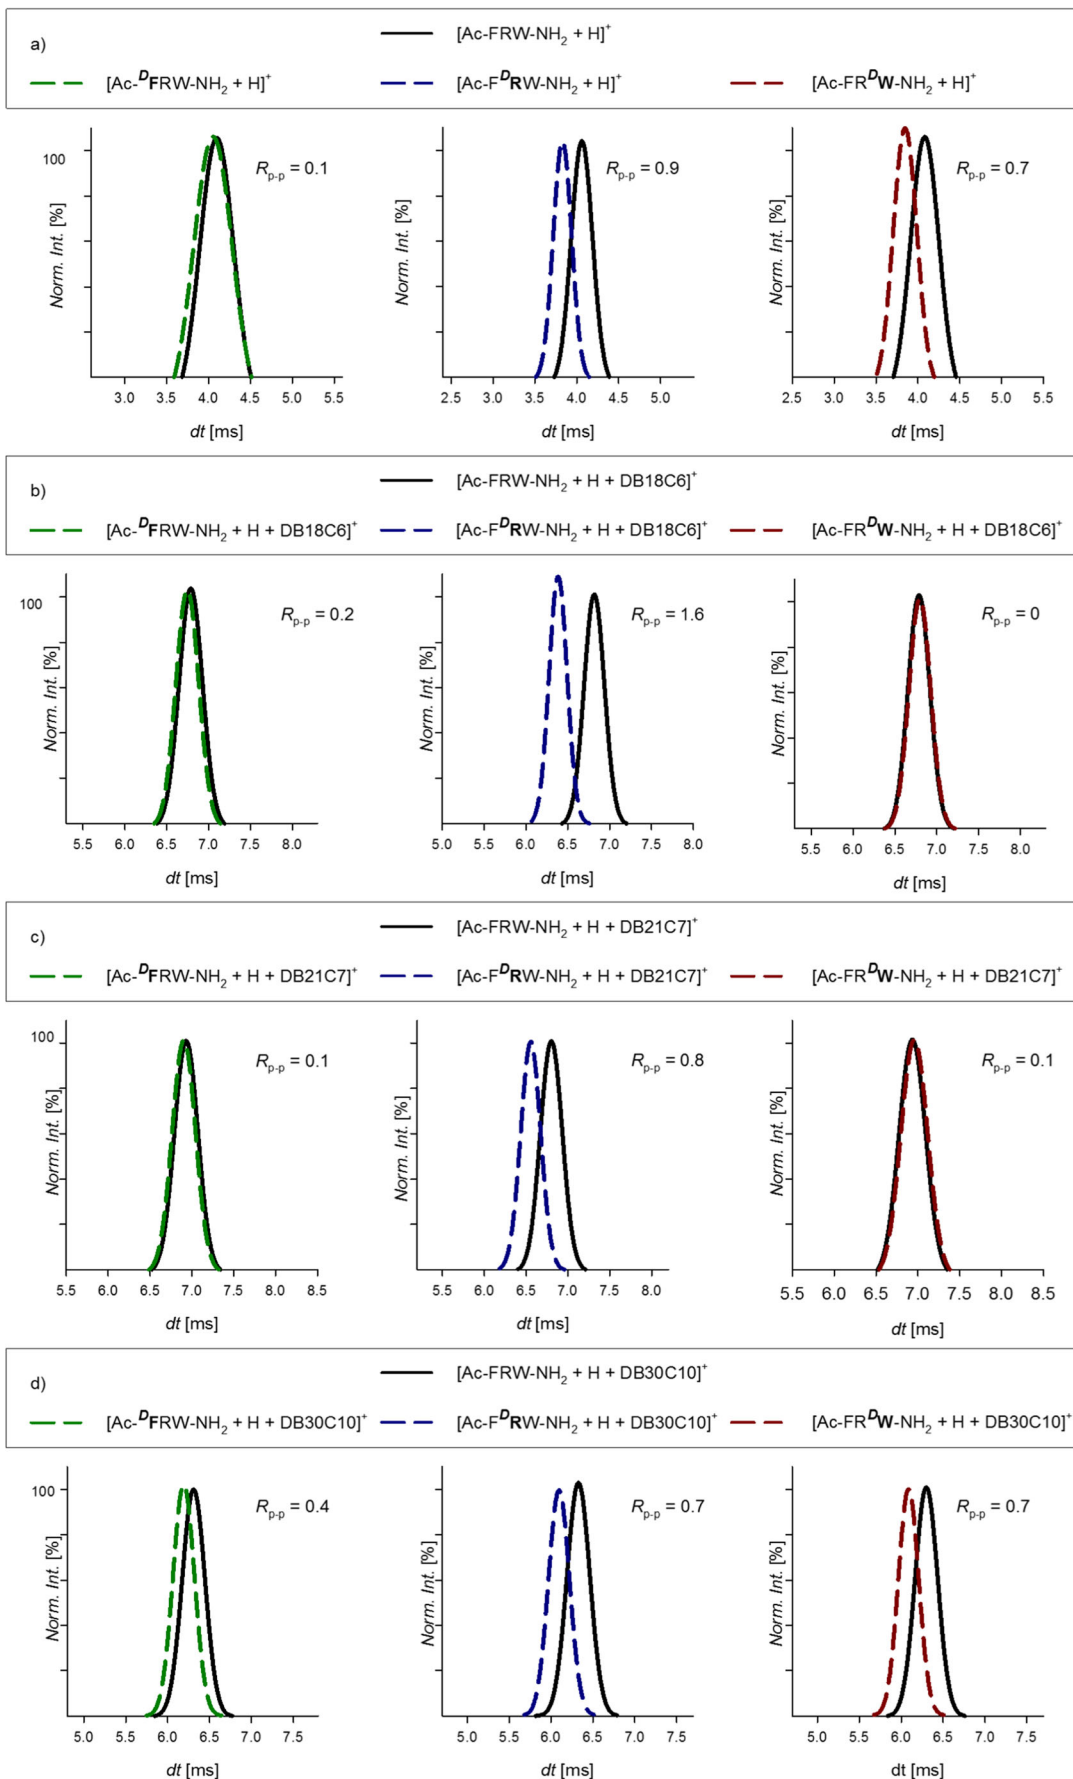 a)
[Ac-FRW-NH₂ + H]⁺
[Ac-ᴰFRW-NH₂ + H]⁺ [Ac-FᴰRW-NH₂ + H]⁺ [Ac-FRᴰW-NH₂ + H]⁺
100 Rp-p = 0.1 Rp-p = 0.9 Rp-p = 0.7
Norm. Int. [%] Norm. Int. [%] Norm. Int. [%]
3.0 3.5 4.0 4.5 5.0 5.5 2.5 3.0 3.5 4.0 4.5 5.0 2.5 3.0 3.5 4.0 4.5 5.0 5.5
dt [ms] dt [ms] dt [ms]
b)
[Ac-FRW-NH₂ + H + DB18C6]⁺
[Ac-ᴰFRW-NH₂ + H + DB18C6]⁺ [Ac-FᴰRW-NH₂ + H + DB18C6]⁺ [Ac-FRᴰW-NH₂ + H + DB18C6]⁺
100 Rp-p = 0.2 Rp-p = 1.6 Rp-p = 0
Norm. Int. [%] Norm. Int. [%] Norm. Int. [%]
5.5 6.0 6.5 7.0 7.5 8.0 5.0 5.5 6.0 6.5 7.0 7.5 8.0 5.5 6.0 6.5 7.0 7.5 8.0
dt [ms] dt [ms] dt [ms]
c)
[Ac-FRW-NH₂ + H + DB21C7]⁺
[Ac-ᴰFRW-NH₂ + H + DB21C7]⁺ [Ac-FᴰRW-NH₂ + H + DB21C7]⁺ [Ac-FRᴰW-NH₂ + H + DB21C7]⁺
100 Rp-p = 0.1 Rp-p = 0.8 Rp-p = 0.1
Norm. Int. [%] Norm. Int. [%] Norm. Int. [%]
5.5 6.0 6.5 7.0 7.5 8.0 8.5 5.5 6.0 6.5 7.0 7.5 8.0 5.5 6.0 6.5 7.0 7.5 8.0 8.5
dt [ms] dt [ms] dt [ms]
d)
[Ac-FRW-NH₂ + H + DB30C10]⁺
[Ac-ᴰFRW-NH₂ + H + DB30C10]⁺ [Ac-FᴰRW-NH₂ + H + DB30C10]⁺ [Ac-FRᴰW-NH₂ + H + DB30C10]⁺
100 Rp-p = 0.4 Rp-p = 0.7 Rp-p = 0.7
Norm. Int. [%] Norm. Int. [%] Norm. Int. [%]
5.0 5.5 6.0 6.5 7.0 7.5 5.0 5.5 6.0 6.5 7.0 7.5 5.0 5.5 6.0 6.5 7.0 7.5
dt [ms] dt [ms] dt [ms]